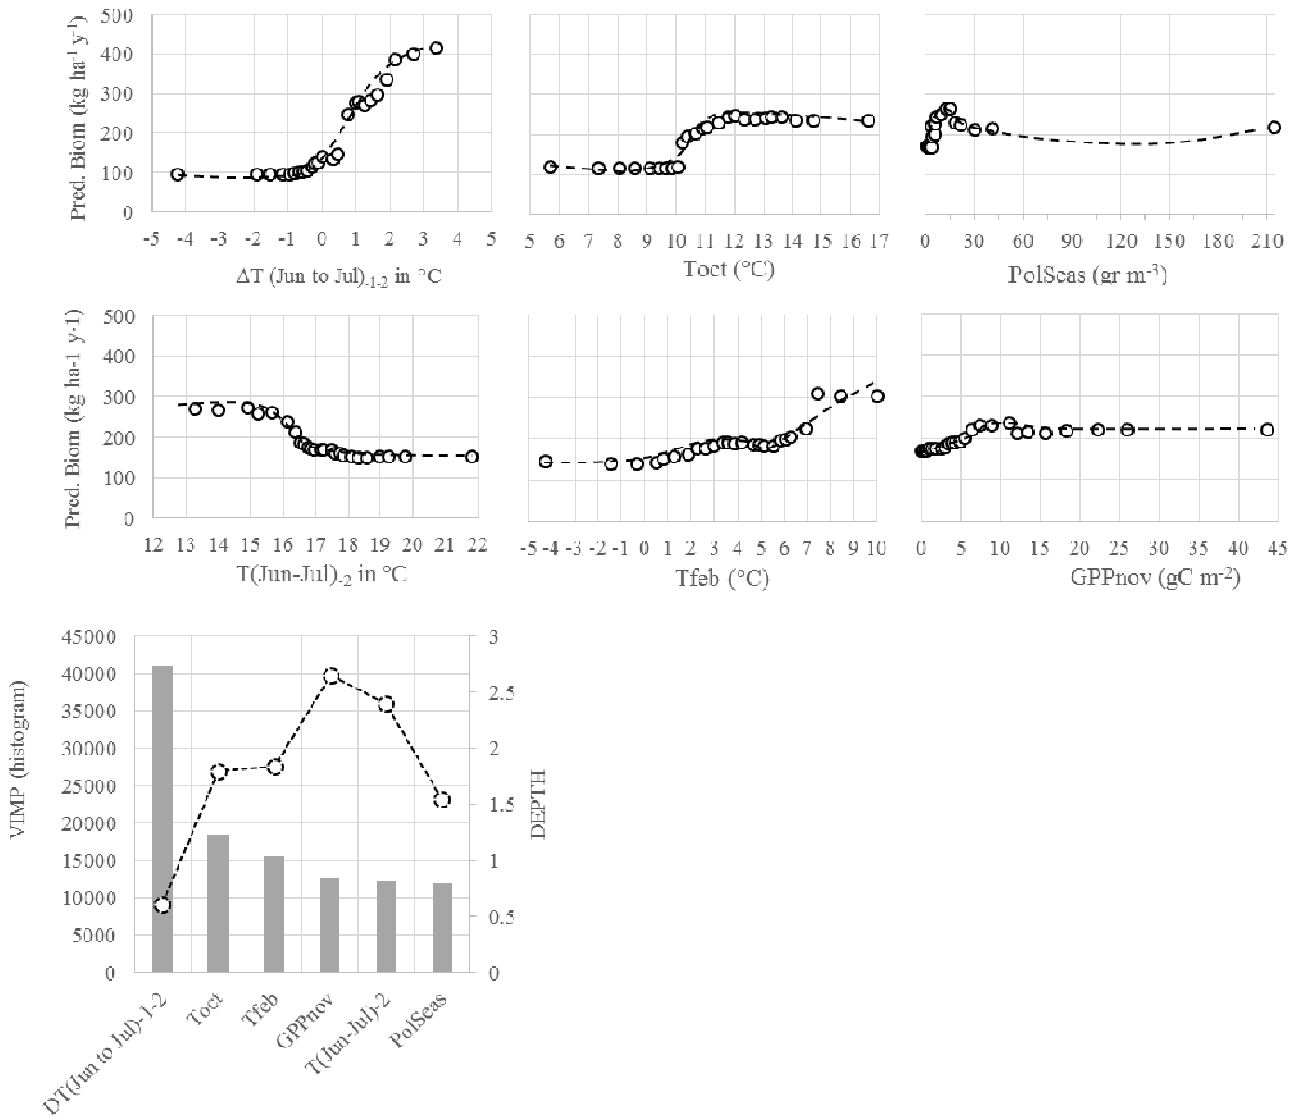 500
400
300
200
100
0
Pred. Biom (kg ha-1 y-1)
-5 -4 -3 -2 -1 0 1 2 3 4 5
ΔT (Jun to Jul)-1-2 in °C
5 6 7 8 9 10 11 12 13 14 15 16 17
Toct (°C)
0 30 60 90 120 150 180 210
PolSeas (gr m-3)
500
400
300
200
100
0
Pred. Biom (kg ha-1 y-1)
12 13 14 15 16 17 18 19 20 21 22
T(Jun-Jul)-2 in °C
-5 -4 -3 -2 -1 0 1 2 3 4 5 6 7 8 9 10
Tfeb (°C)
0 5 10 15 20 25 30 35 40 45
GPPnov (gC m-2)
45000
40000
35000
30000
25000
20000
15000
10000
5000
0
VIMP (histogram)
3
2.5
2
1.5
1
0.5
0
DEPTH
DT(Jun to Jul)-1-2
Toct
Tfeb
GPPnov
T(Jun-Jul)-2
PolSeas